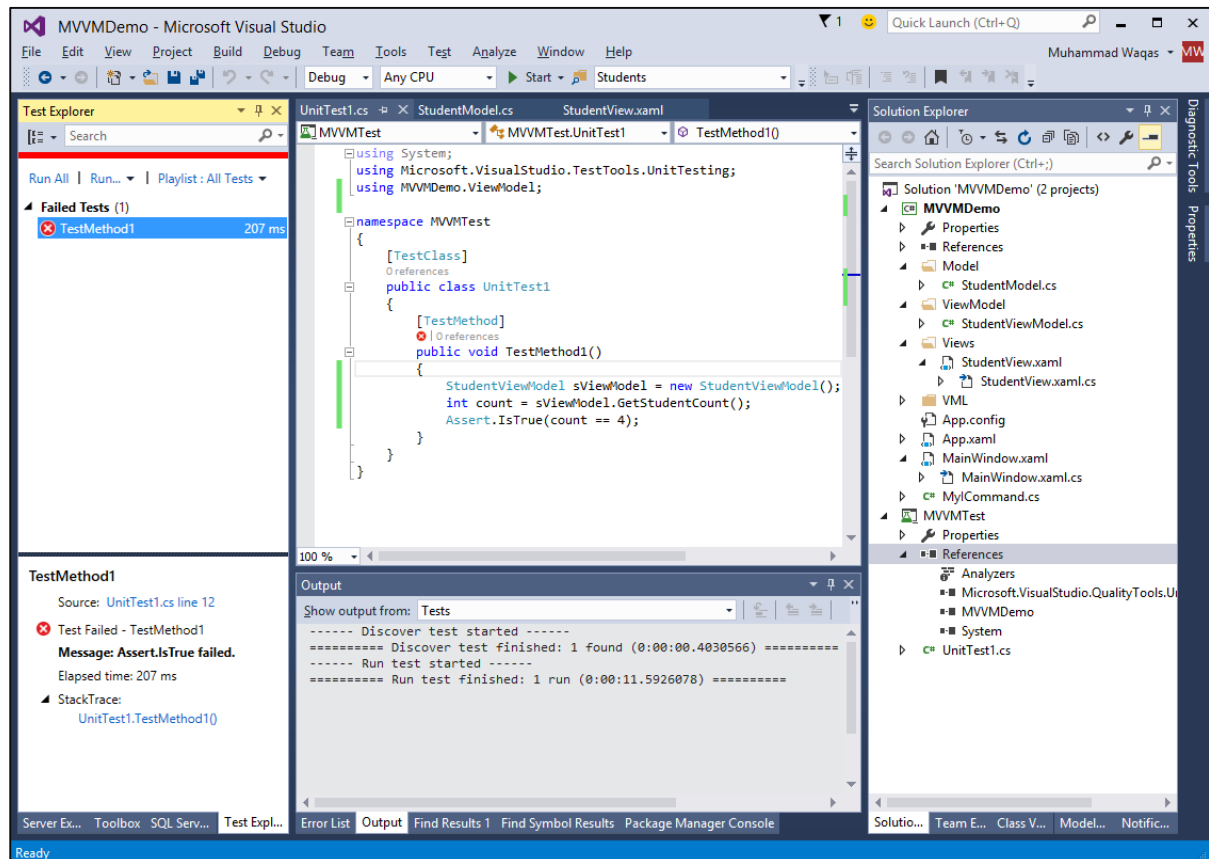 MVVMDemo - Microsoft Visual Studio
1
Quick Launch (Ctrl+Q)
File Edit View Project Build Debug Team Tools Test Analyze Window Help
Muhammad Waqas MW
Debug Any CPU Start Students
Test Explorer
Search
Run All | Run... | Playlist : All Tests
Failed Tests (1)
TestMethod1 207 ms
TestMethod1
Source: UnitTest1.cs line 12
Test Failed - TestMethod1
Message: Assert.IsTrue failed.
Elapsed time: 207 ms
StackTrace:
UnitTest1.TestMethod1()
Server Ex... Toolbox SQL Serv... Test Expl...
UnitTest1.cs StudentModel.cs StudentView.xaml
MVVMTest MVVMTest.UnitTest1 TestMethod1()
using System;
using Microsoft.VisualStudio.TestTools.UnitTesting;
using MVVMDemo.ViewModel;
namespace MVVMTest
{
[TestClass]
0 references
public class UnitTest1
{
[TestMethod]
| 0 references
public void TestMethod1()
{
StudentViewModel sViewModel = new StudentViewModel();
int count = sViewModel.GetStudentCount();
Assert.IsTrue(count == 4);
}
}
}
100 %
Output
Show output from: Tests
------ Discover test started ------
========== Discover test finished: 1 found (0:00:00.4030566) ==========
------ Run test started ------
========== Run test finished: 1 run (0:00:11.5926078) ==========
Error List Output Find Results 1 Find Symbol Results Package Manager Console
Solution Explorer
Search Solution Explorer (Ctrl+;)
Solution 'MVVMDemo' (2 projects)
C# MVVMDemo
Properties
References
Model
C# StudentModel.cs
ViewModel
C# StudentViewModel.cs
Views
StudentView.xaml
StudentView.xaml.cs
VML
App.config
App.xaml
MainWindow.xaml
MainWindow.xaml.cs
C# MyICommand.cs
MVVMTest
Properties
References
Analyzers
Microsoft.VisualStudio.QualityTools.Un
MVVMDemo
System
C# UnitTest1.cs
Solutio... Team E... Class V... Model... Notific...
Diagnostic Tools
Properties
Ready